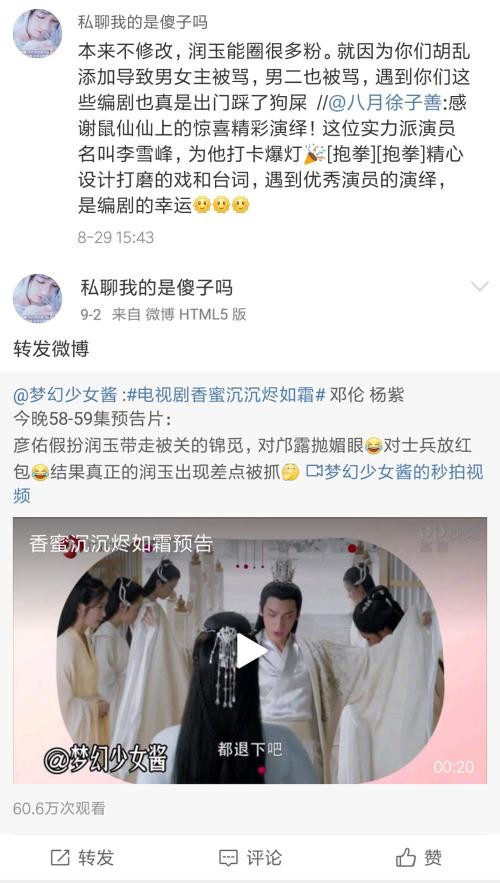 私聊我的是傻子吗
本来不修改，润玉能圈很多粉。就因为你们胡乱
添加导致男女主被骂，男二也被骂，遇到你们这
些编剧也真是出门踩了狗屎 //@八月徐子善:感
谢鼠仙仙上的惊喜精彩演绎！这位实力派演员
名叫李雪峰，为他打卡爆灯🎉[抱拳][抱拳]精心
设计打磨的戏和台词，遇到优秀演员的演绎，
是编剧的幸运
8-29 15:43
私聊我的是傻子吗
9-2 来自 微博 HTML5 版
转发微博
@梦幻少女酱 :#电视剧香蜜沉沉烬如霜# 邓伦 杨紫
今晚58-59集预告片：
彦佑假扮润玉带走被关的锦觅，对邝露抛媚眼😂对士兵放红
包😂结果真正的润玉出现差点被抓🤔 梦幻少女酱的秒拍视
频
香蜜沉沉烬如霜预告
都退下吧
@梦幻少女酱
00:20
60.6万次观看
转发 评论 赞